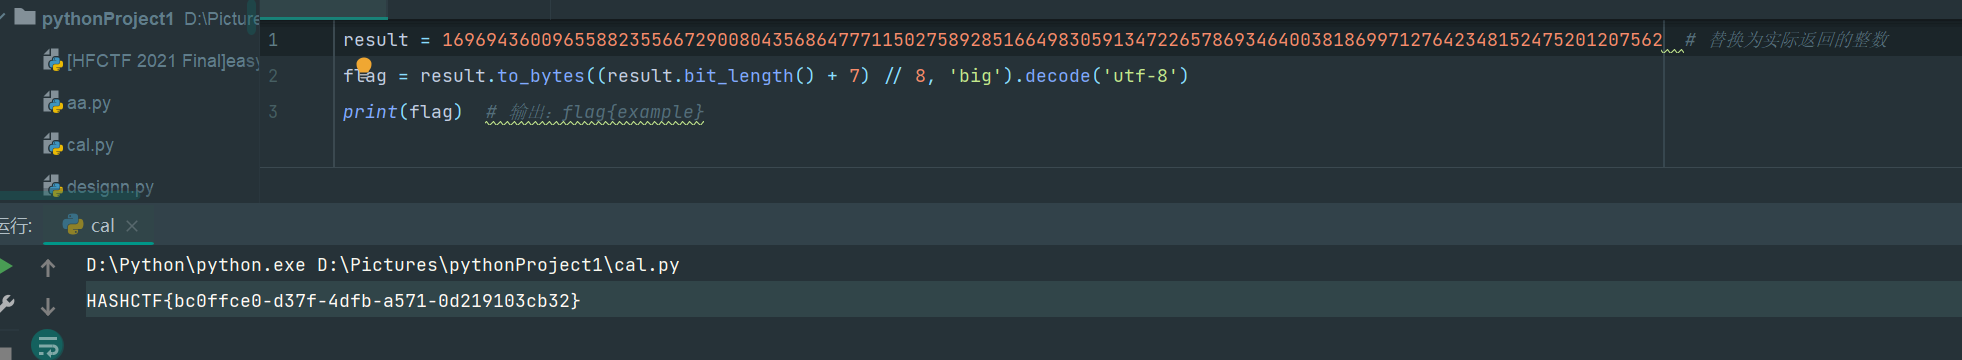 pythonProject1 D:\Picture
[HFCTF 2021 Final]easy
aa.py
cal.py
designn.py
1 result = 16969436009655882355667290080435686477711502758928516649830591347226578693464003818699712764234815247520120​7562 # 替换为实际返回的整数
2 flag = result.to_bytes((result.bit_length() + 7) // 8, 'big').decode('utf-8')
3 print(flag) # 输出：flag{example}
运行: cal
D:\Python\python.exe D:\Pictures\pythonProject1\cal.py
HASHCTF{bc0ffce0-d37f-4dfb-a571-0d219103cb32}